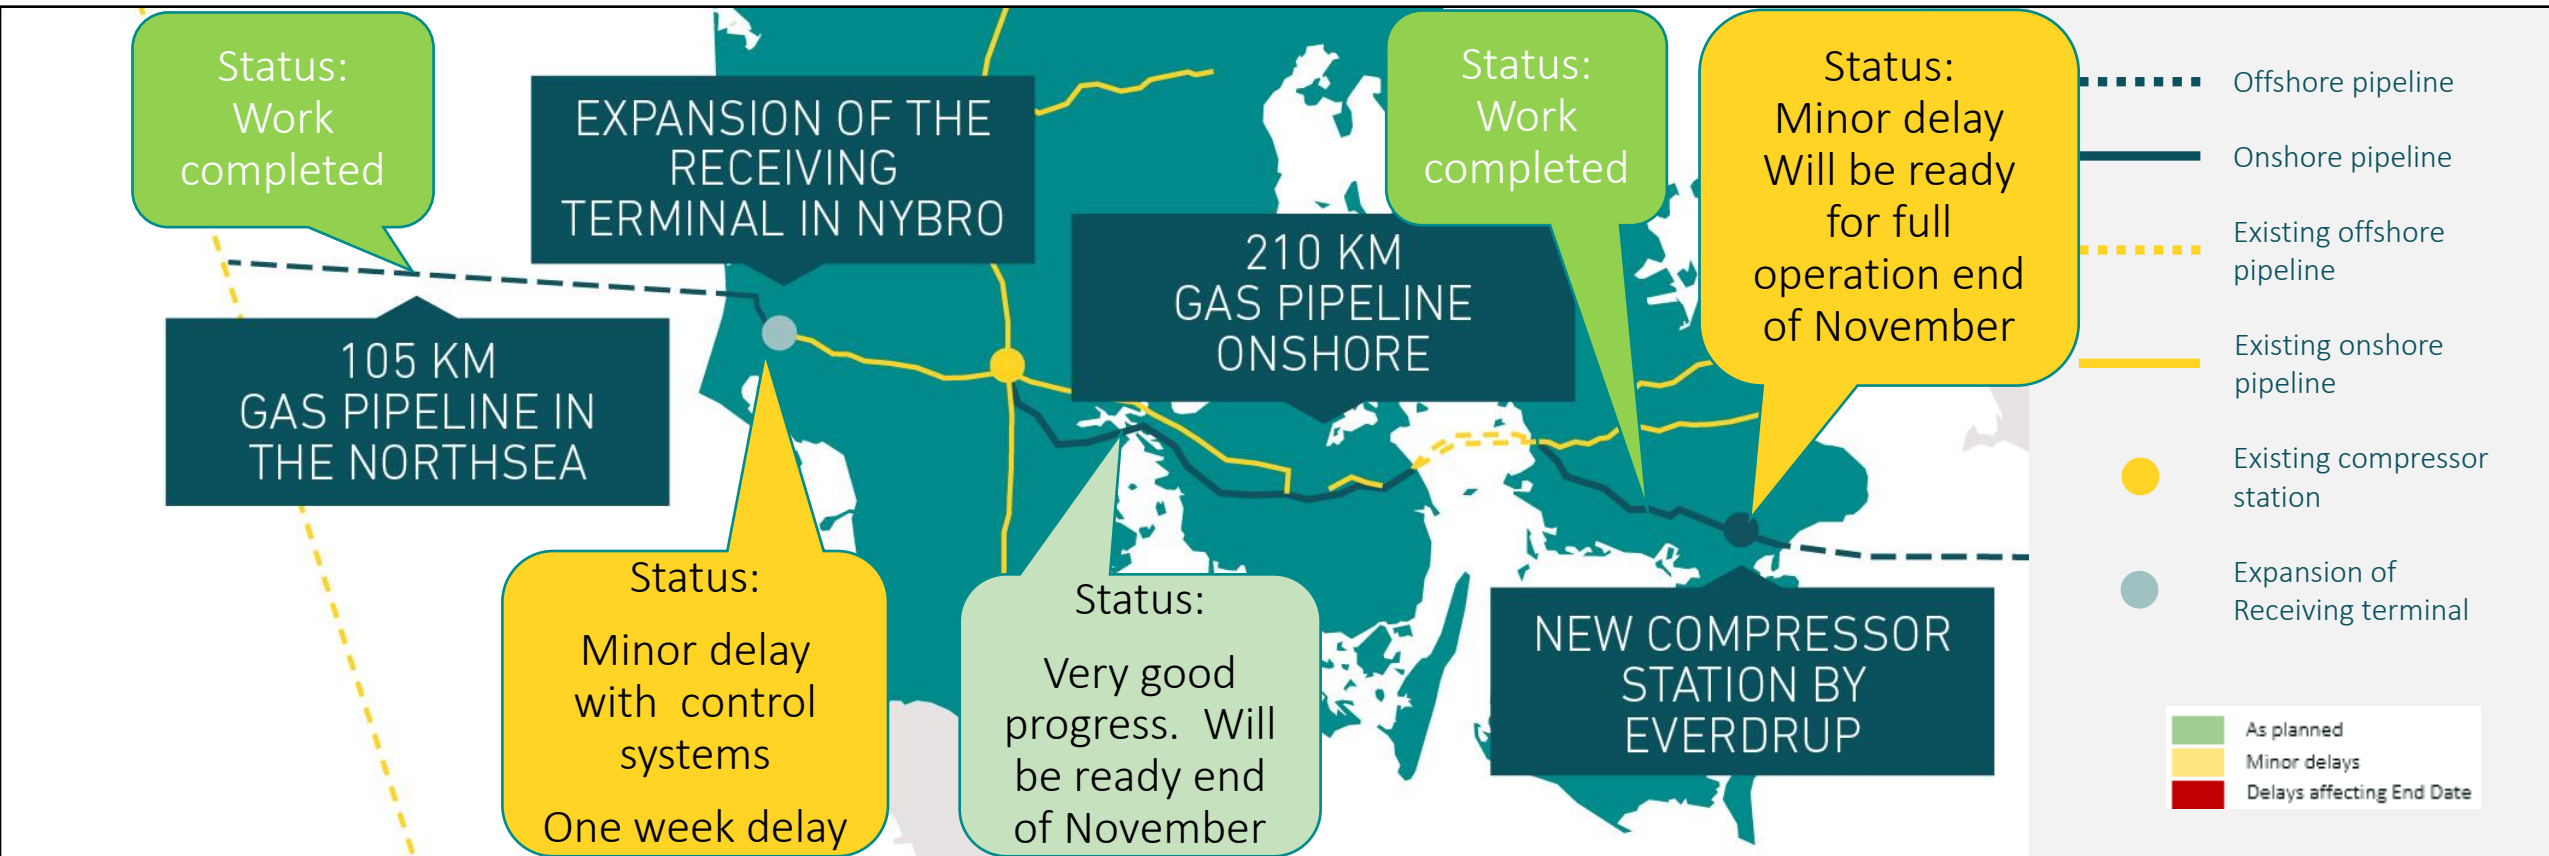 Status:
Work
completed
EXPANSION OF THE
RECEIVING
TERMINAL IN NYBRO
Status:
Work
completed
Status:
Minor delay
Will be ready
for full
operation end
of November
210 KM
GAS PIPELINE
ONSHORE
105 KM
GAS PIPELINE IN
THE NORTHSEA
Status:
Minor delay
with control
systems
One week delay
Status:
Very good
progress. Will
be ready end
of November
NEW COMPRESSOR
STATION BY
EVERDRUP
Offshore pipeline
Onshore pipeline
Existing offshore
pipeline
Existing onshore
pipeline
Existing compressor
station
Expansion of
Receiving terminal
As planned
Minor delays
Delays affecting End Date